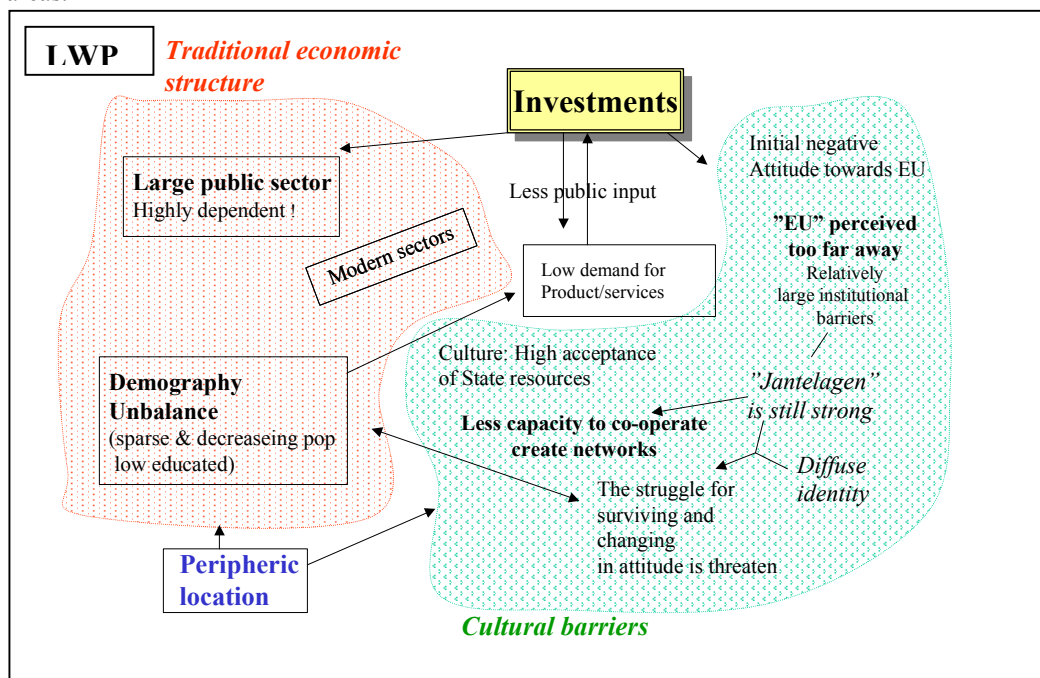 LWP
Traditional economic
structure
Investments
Initial negative
Attitude towards EU
Large public sector
Highly dependent !
Less public input
”EU” perceived
too far away
Relatively
large institutional
barriers
Modern sectors
Low demand for
Product/services
Culture: High acceptance
of State resources
Demography
Unbalance
(sparse & decreaseing pop
low educated)
”Jantelagen”
is still strong
Less capacity to co-operate
create networks
Diffuse
identity
The struggle for
surviving and
changing
in attitude is threaten
Peripheric
location
Cultural barriers